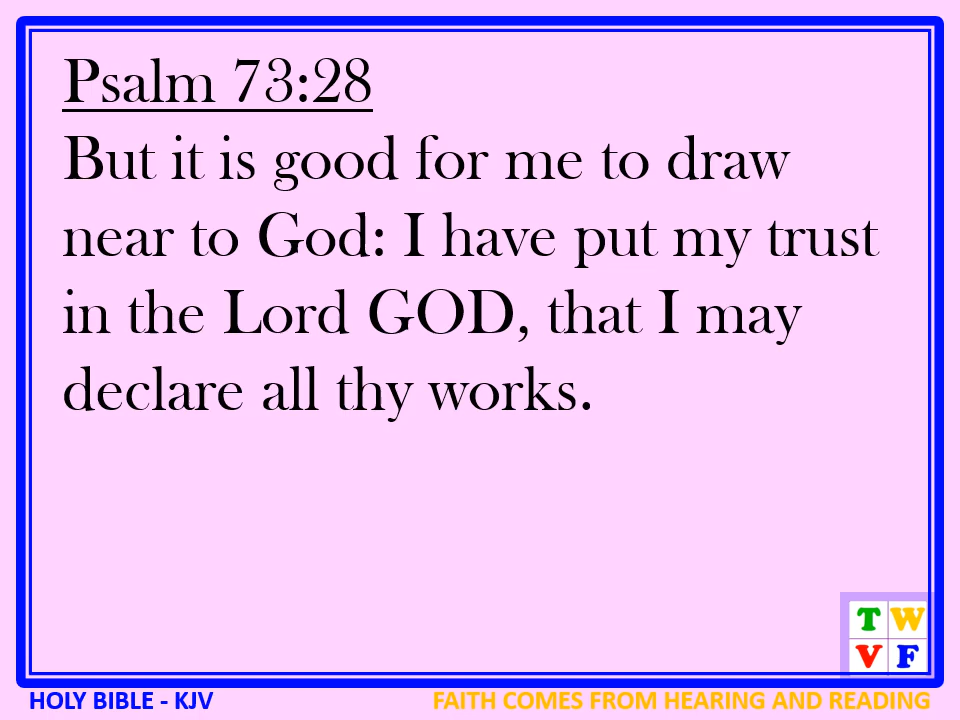 Psalm 73:28
But it is good for me to draw
near to God: I have put my trust
in the Lord GOD, that I may
declare all thy works.
T W
V F
HOLY BIBLE - KJV
FAITH COMES FROM HEARING AND READING